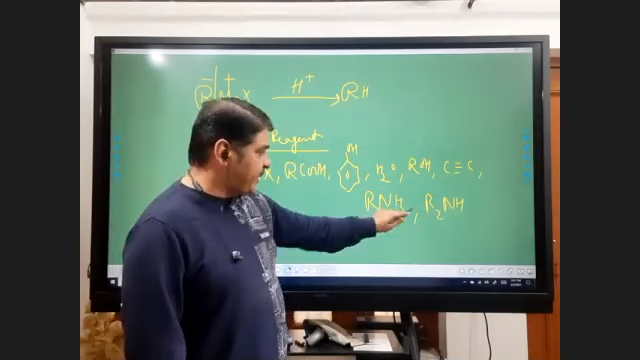 R M X H⁺ → RH
Reagent
X, RCOOH, OH, H₂O, ROH, C≡C,
RNH₂, R₂NH